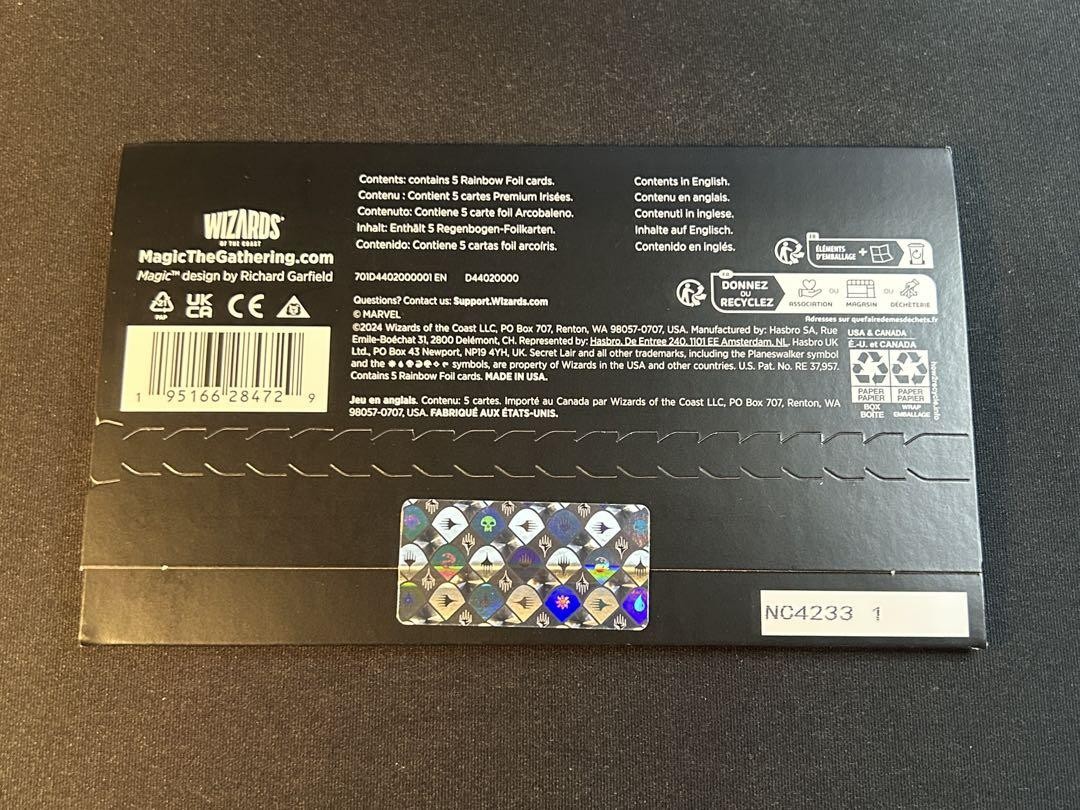 WIZARDS
OF THE COAST
MagicTheGathering.com
Magic™ design by Richard Garfield
21
PAP
UK
CA
CE
1 95166 28472 9
Contents: contains 5 Rainbow Foil cards.
Contenu : Contient 5 cartes Premium Irisées.
Contenuto: Contiene 5 carte foil Arcobaleno.
Inhalt: Enthält 5 Regenbogen-Foilkarten.
Contenido: Contiene 5 cartas foil arcoíris.
Contents in English.
Contenu en anglais.
Contenuti in inglese.
Inhalte auf Englisch.
Contenido en inglés.
701D4402000001 EN D44020000
FR
ÉLÉMENTS
D'EMBALLAGE
+
FR
DONNEZ
OU
RECYCLEZ
ASSOCIATION
OU
MAGASIN
OU
DÉCHÈTERIE
Adresses sur quefairedemesdechets.fr
Questions? Contact us: Support.Wizards.com
© MARVEL
©2024 Wizards of the Coast LLC, PO Box 707, Renton, WA 98057-0707, USA. Manufactured by: Hasbro SA, Rue
Emile-Boéchat 31, 2800 Delémont, CH. Represented by: Hasbro, De Entree 240, 1101 EE Amsterdam, NL. Hasbro UK
Ltd., PO Box 43 Newport, NP19 4YH, UK. Secret Lair and all other trademarks, including the Planeswalker symbol
and the symbols, are property of Wizards in the USA and other countries. U.S. Pat. No. RE 37,957.
Contains 5 Rainbow Foil cards. MADE IN USA.
Jeu en anglais. Contenu: 5 cartes. Importé au Canada par Wizards of the Coast LLC, PO Box 707, Renton, WA
98057-0707, USA. FABRIQUÉ AUX ÉTATS-UNIS.
USA & CANADA
É.-U. et CANADA
PAPER
PAPIER
BOX
BOÎTE
PAPER
PAPIER
WRAP
EMBALLAGE
how2recycle.info
NC4233 1